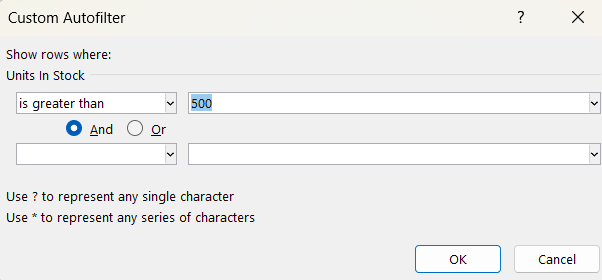 Custom Autofilter ?
Show rows where:
Units In Stock
is greater than 500
And Or
Use ? to represent any single character
Use * to represent any series of characters
OK Cancel